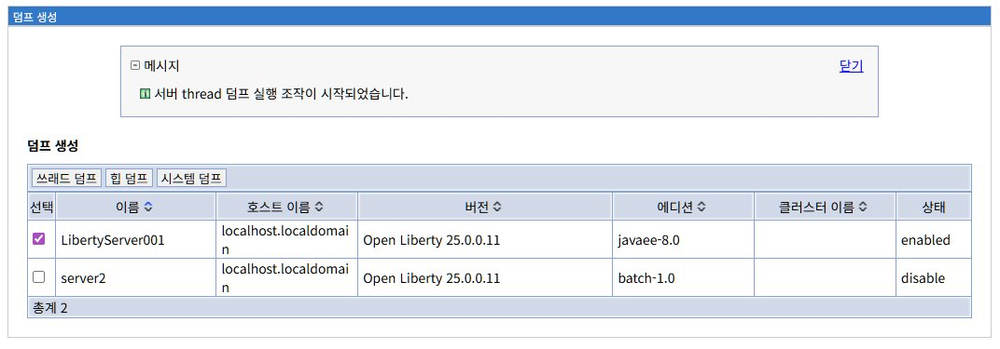 덤프 생성
메시지 닫기
서버 thread 덤프 실행 조작이 시작되었습니다.
덤프 생성
쓰래드 덤프 힙 덤프 시스템 덤프
선택 이름 호스트 이름 버전 에디션 클러스터 이름 상태
LibertyServer001 localhost.localdomai
n Open Liberty 25.0.0.11 javaee-8.0 enabled
server2 localhost.localdomai
n Open Liberty 25.0.0.11 batch-1.0 disable
총계 2